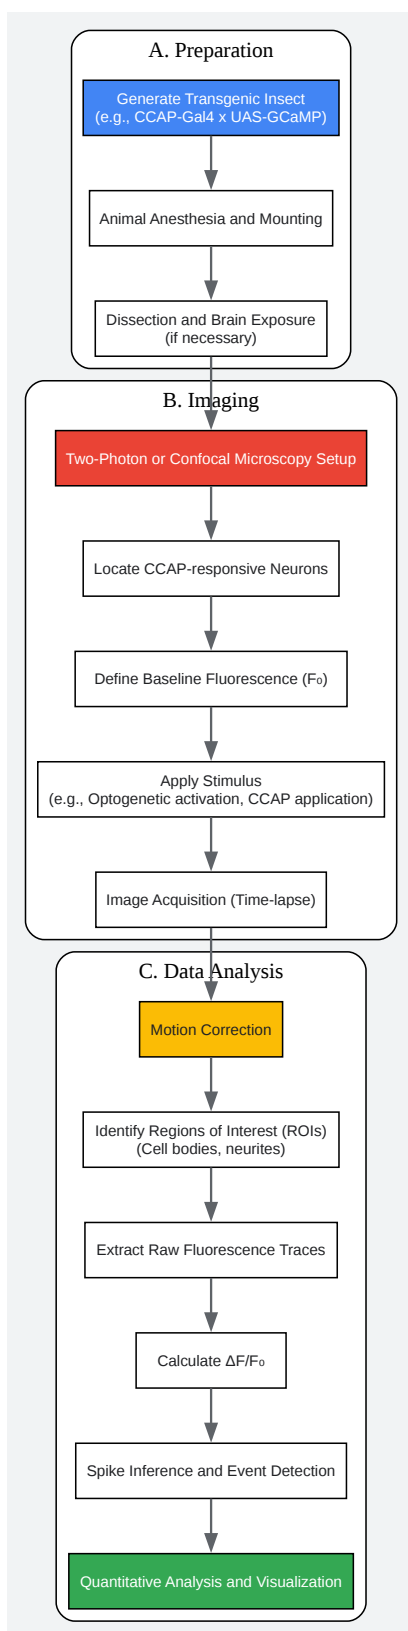 A. Preparation
Generate Transgenic Insect
(e.g., CCAP-Gal4 x UAS-GCaMP)
Animal Anesthesia and Mounting
Dissection and Brain Exposure
(if necessary)
B. Imaging
Two-Photon or Confocal Microscopy Setup
Locate CCAP-responsive Neurons
Define Baseline Fluorescence (F₀)
Apply Stimulus
(e.g., Optogenetic activation, CCAP application)
Image Acquisition (Time-lapse)
C. Data Analysis
Motion Correction
Identify Regions of Interest (ROIs)
(Cell bodies, neurites)
Extract Raw Fluorescence Traces
Calculate ΔF/F₀
Spike Inference and Event Detection
Quantitative Analysis and Visualization